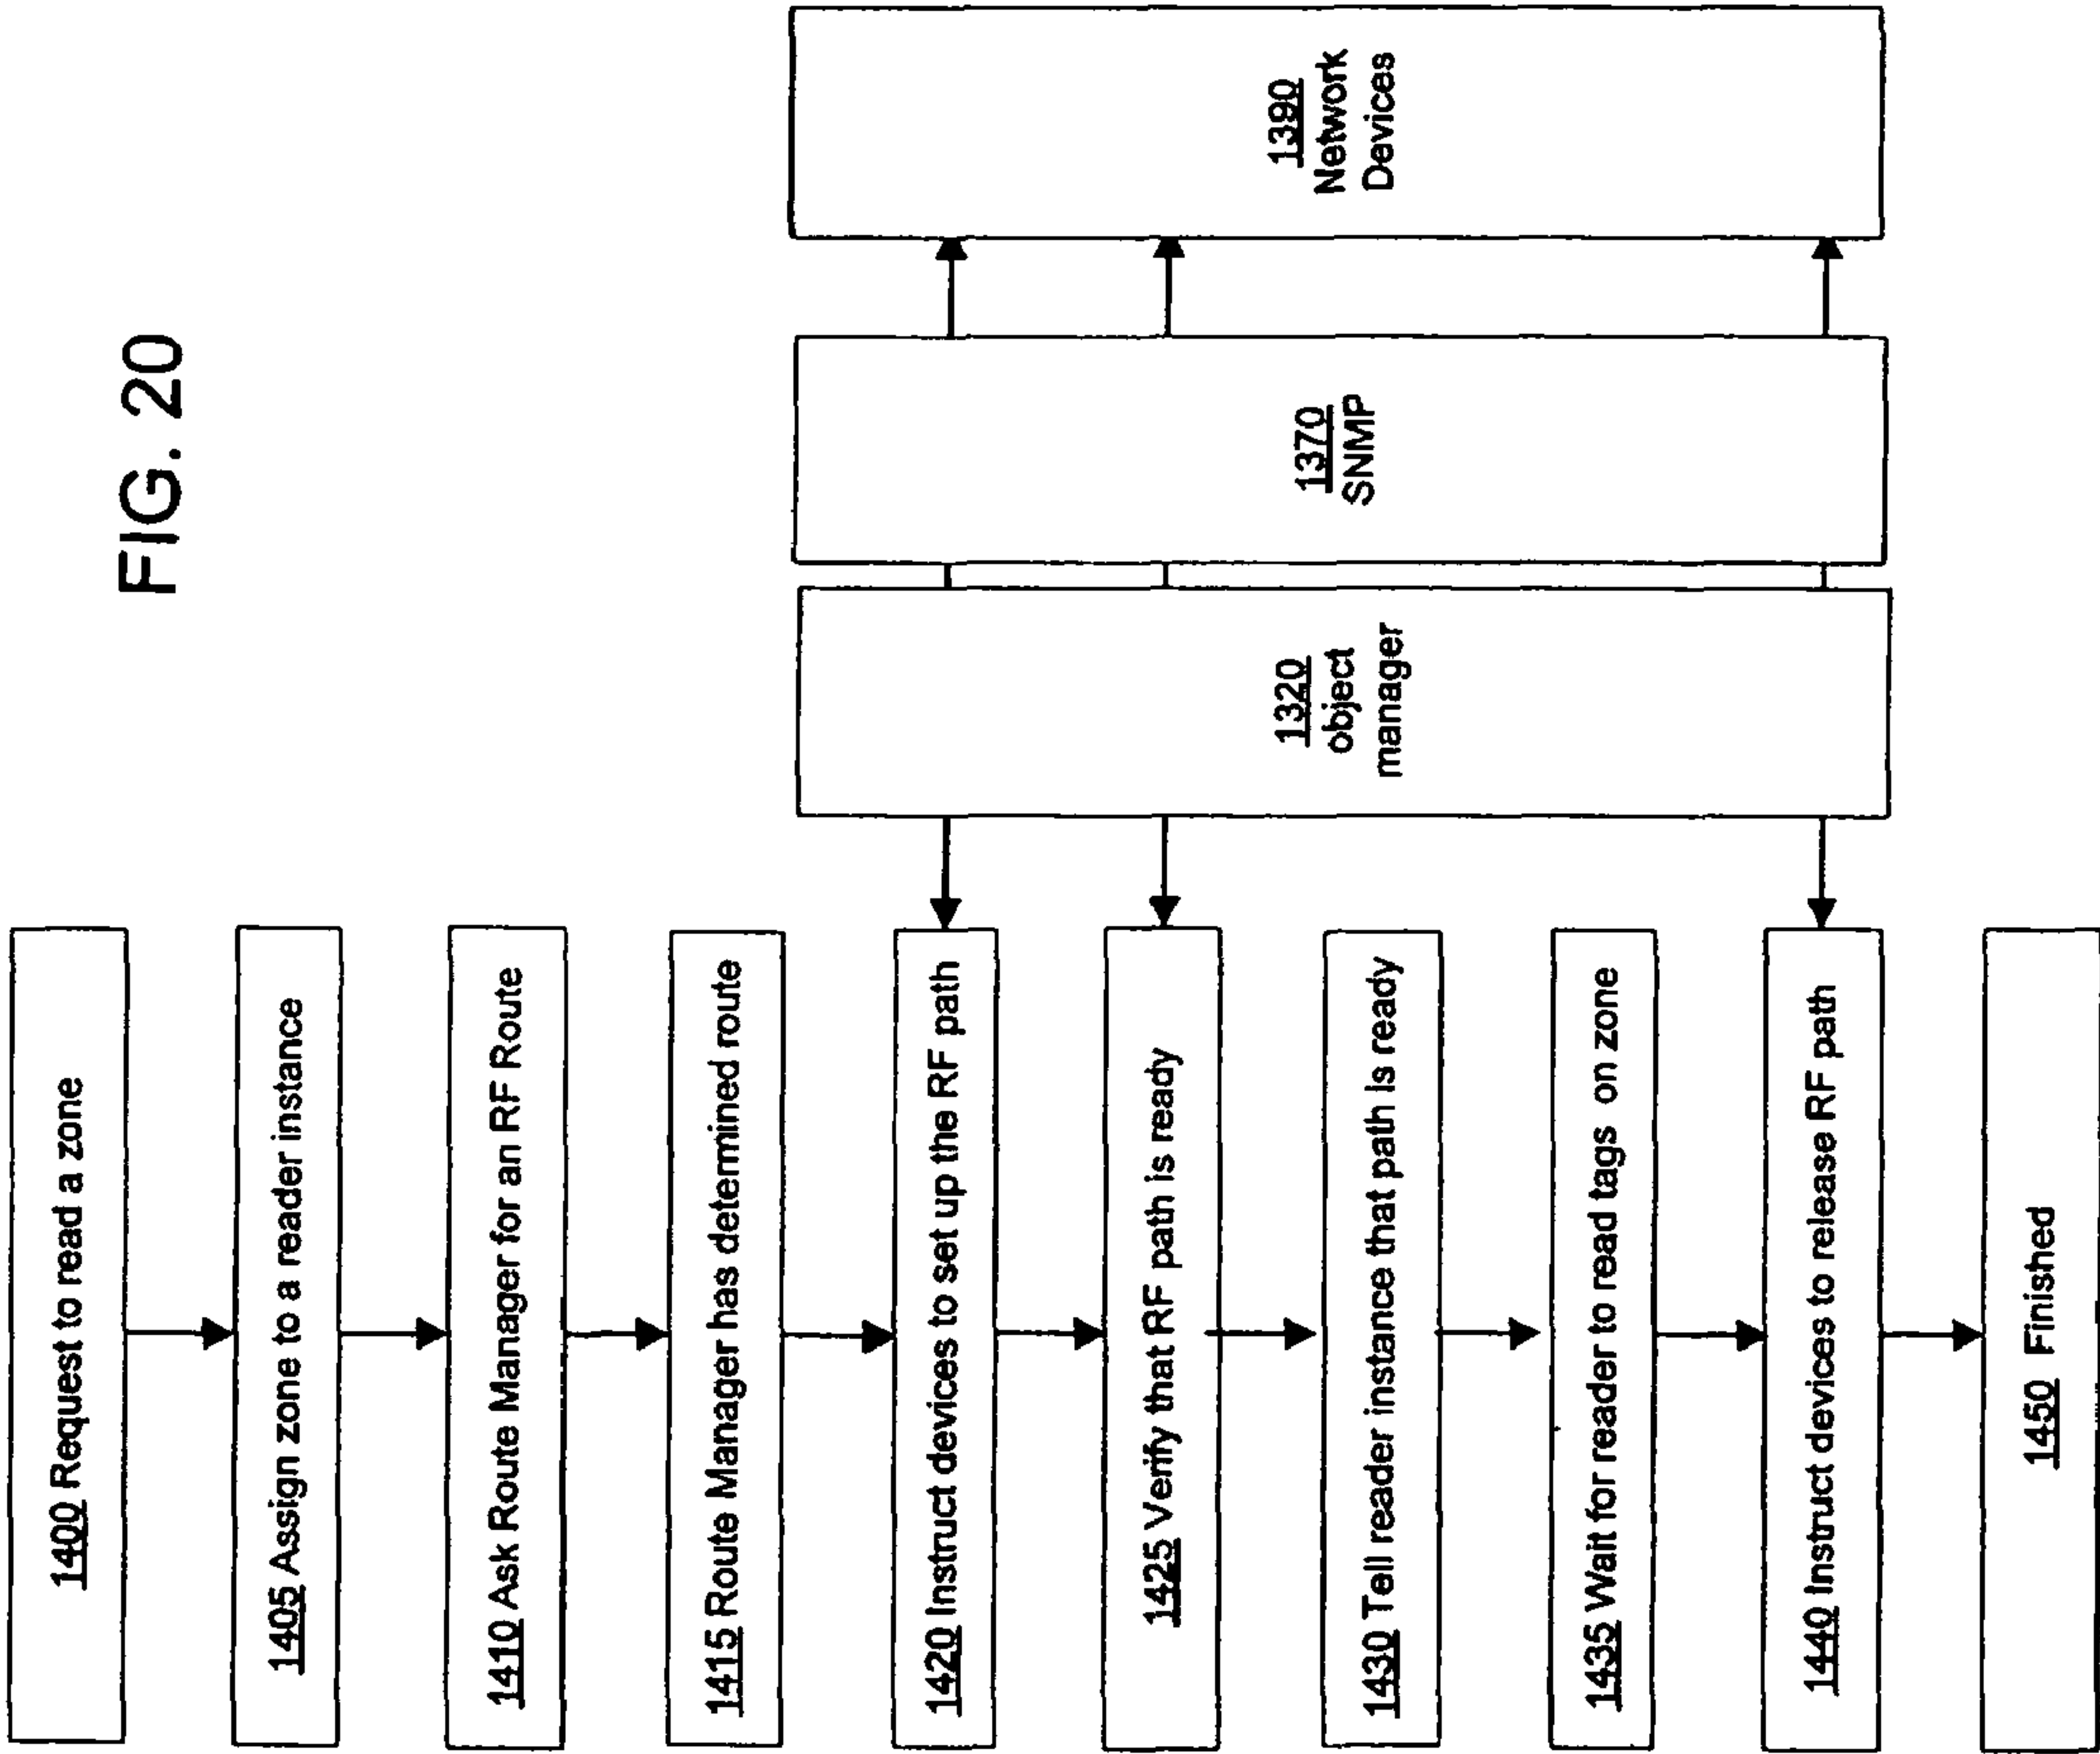 FIG. 20
1400 Request to read a zone
1405 Assign zone to a reader instance
1410 Ask Route Manager for an RF Route
1415 Route Manager has determined route
1420 Instruct devices to set up the RF path
1425 Verify that RF path is ready
1430 Tell reader instance that path is ready
1435 Wait for reader to read tags on zone
1440 Instruct devices to release RF path
1450 Finished
1320
object
manager
1370
SNMP
1390
Network
Devices